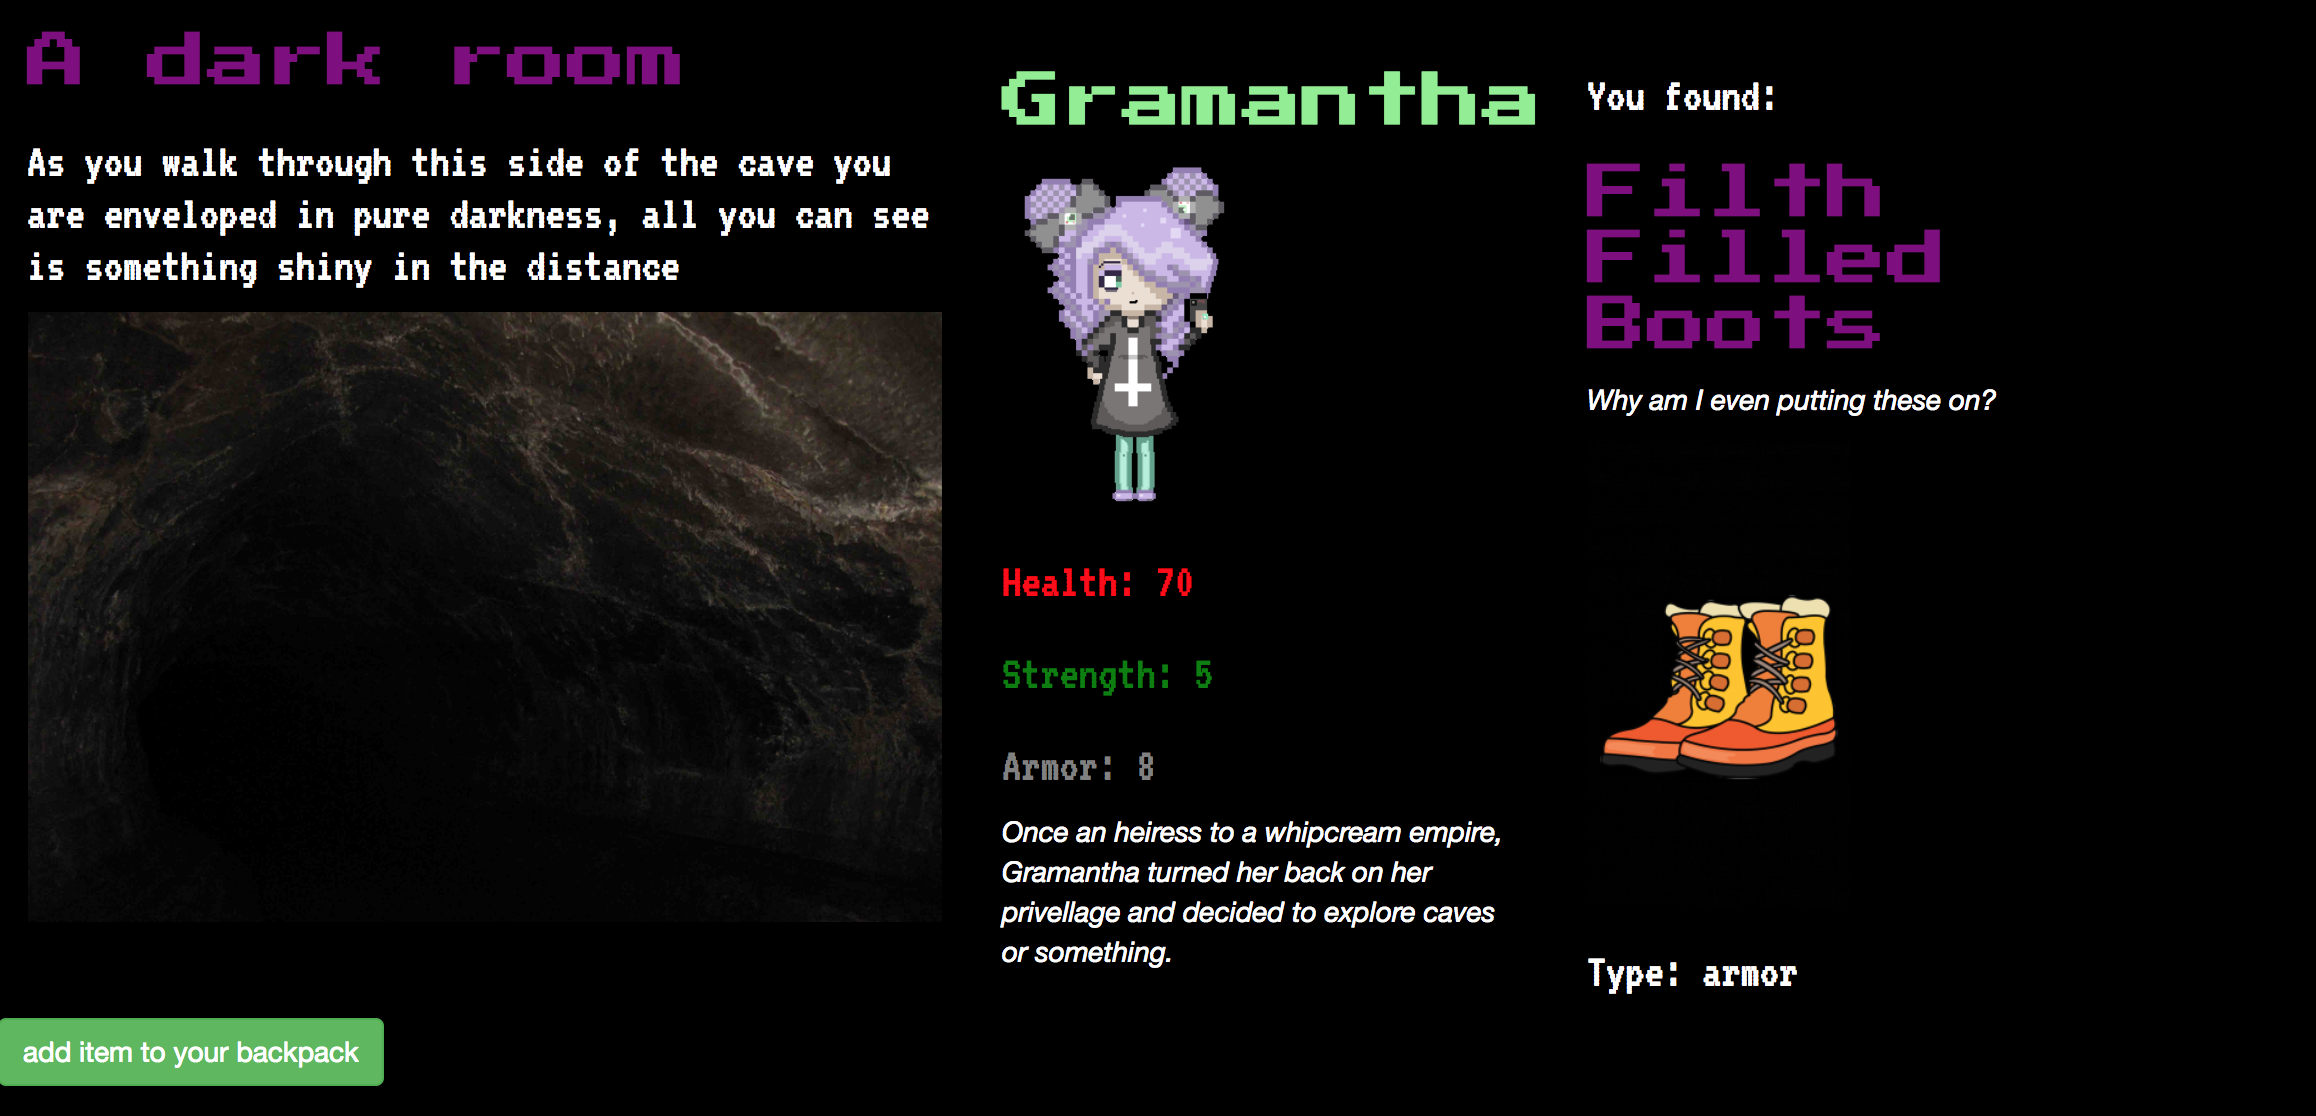 A dark room
As you walk through this side of the cave you
are enveloped in pure darkness, all you can see
is something shiny in the distance
add item to your backpack
Gramantha
Health: 70
Strength: 5
Armor: 8
Once an heiress to a whipcream empire,
Gramantha turned her back on her
privellage and decided to explore caves
or something.
You found:
Filth
Filled
Boots
Why am I even putting these on?
Type: armor